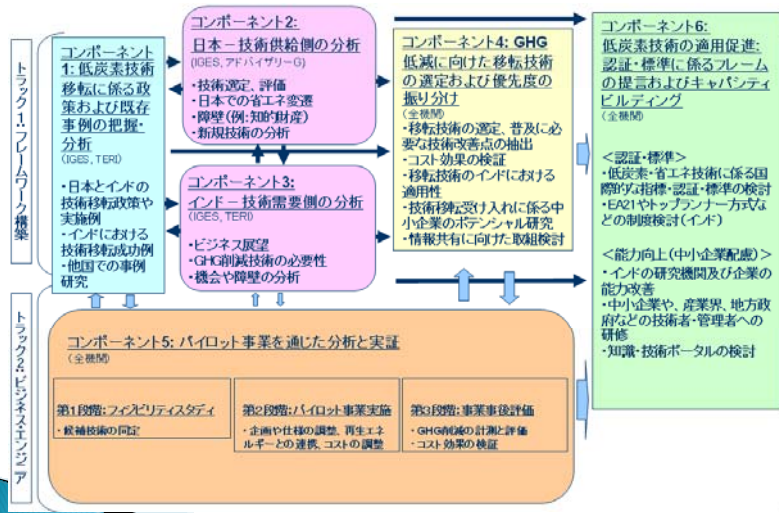 トラック1:フレームワーク構築
コンポーネント
1:低炭素技術
移転に係る政
策および既存
事例の把握・
分析
(IGES, TERI)
・日本とインドの
技術移転政策や
実施例
・インドにおける
技術移転成功例
・他国での事例
研究
コンポーネント2:
日本－技術供給側の分析
(IGES, アドバイザリーG)
・技術選定、評価
・日本での省エネ変遷
・障壁(例:知的財産)
・新規技術の分析
コンポーネント3:
インド－技術需要側の分析
(IGES, TERI)
・ビジネス展望
・GHG削減技術の必要性
・機会や障壁の分析
コンポーネント4: GHG
低減に向けた移転技術
の選定および優先度の
振り分け
(全機関)
・移転技術の選定、普及に必
要な技術改善点の抽出
・コスト効果の検証
・移転技術のインドにおける
適用性
・技術移転受け入れに係る中
小企業のポテンシャル研究
・情報共有に向けた取組検討
コンポーネント6:
低炭素技術の適用促進:
認証・標準に係るフレーム
の提言およびキャパシティ
ビルディング
(全機関)
<認証・標準>
・低炭素・省エネ技術に係る国
際的な指標・認証・標準の検討
・EA21やトップランナー方式な
どの制度検討(インド)
<能力向上(中小企業配慮)>
・インドの研究機関及び企業の
能力改善
・中小企業や、産業界、地方政
府などの技術者・管理者への
研修
・知識・技術ポータルの検討
トラック2:ビジネス・エンジニア
コンポーネント5: パイロット事業を通じた分析と実証
(全機関)
第1段階:フィジビリティスタディ
・候補技術の同定
第2段階:パイロット事業実施
・企画や仕様の調整、再生エネ
ルギーとの連携、コストの調整
第3段階:事業事後評価
・GHG削減の計測と評価
・コスト効果の検証